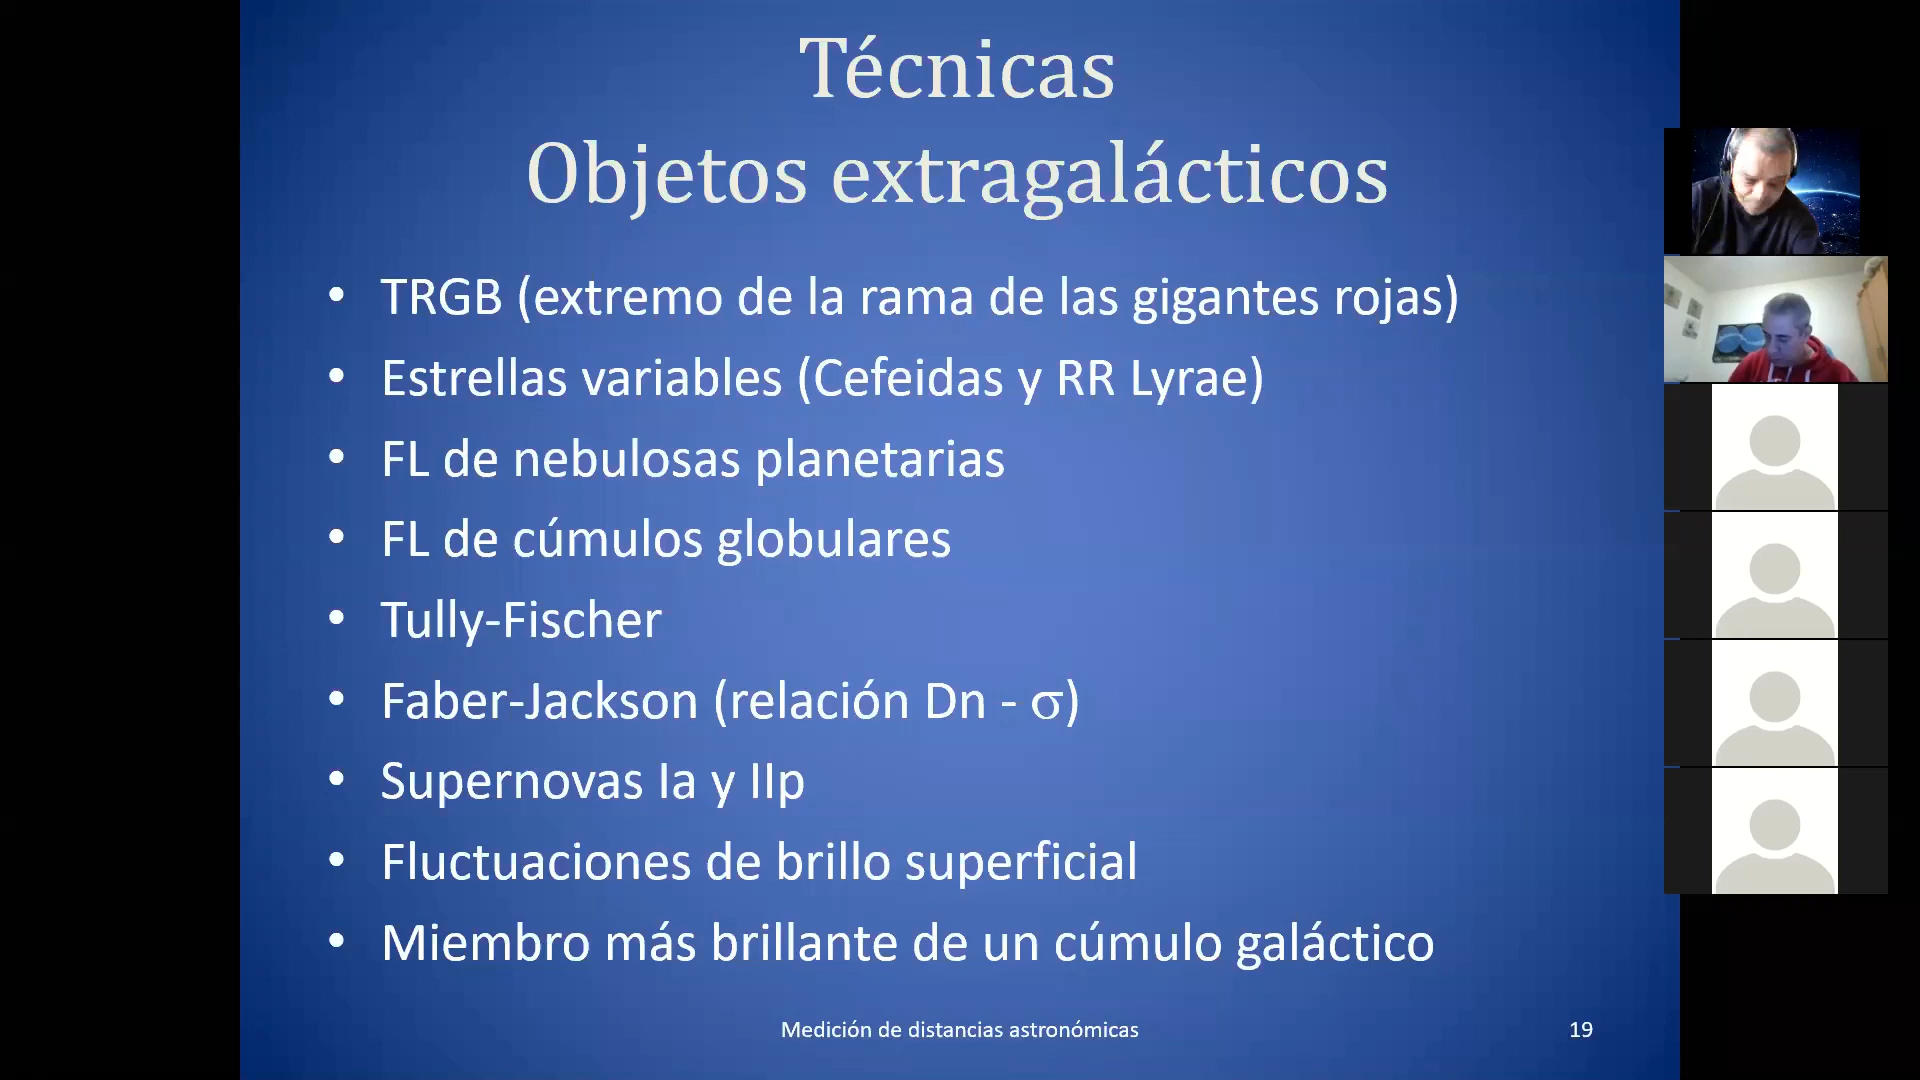 Técnicas
Objetos extragalácticos
• TRGB (extremo de la rama de las gigantes rojas)
• Estrellas variables (Cefeidas y RR Lyrae)
• FL de nebulosas planetarias
• FL de cúmulos globulares
• Tully-Fischer
• Faber-Jackson (relación Dn - σ)
• Supernovas Ia y IIp
• Fluctuaciones de brillo superficial
• Miembro más brillante de un cúmulo galáctico
Medición de distancias astronómicas
19